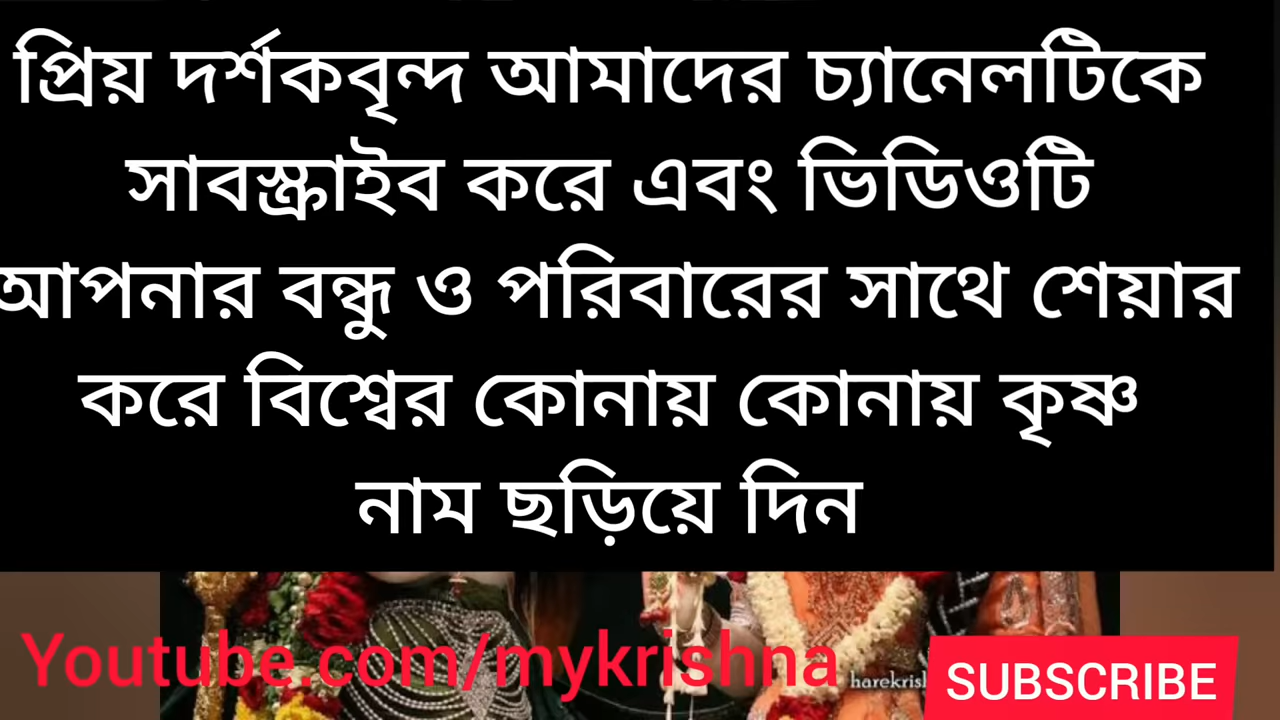 প্রিয় দর্শকবৃন্দ আমাদের চ্যানেলটিকে
সাবস্ক্রাইব করে এবং ভিডিওটি
আপনার বন্ধু ও পরিবারের সাথে শেয়ার
করে বিশ্বের কোনায় কোনায় কৃষ্ণ
নাম ছড়িয়ে দিন
Youtube.com/mykrishna
SUBSCRIBE